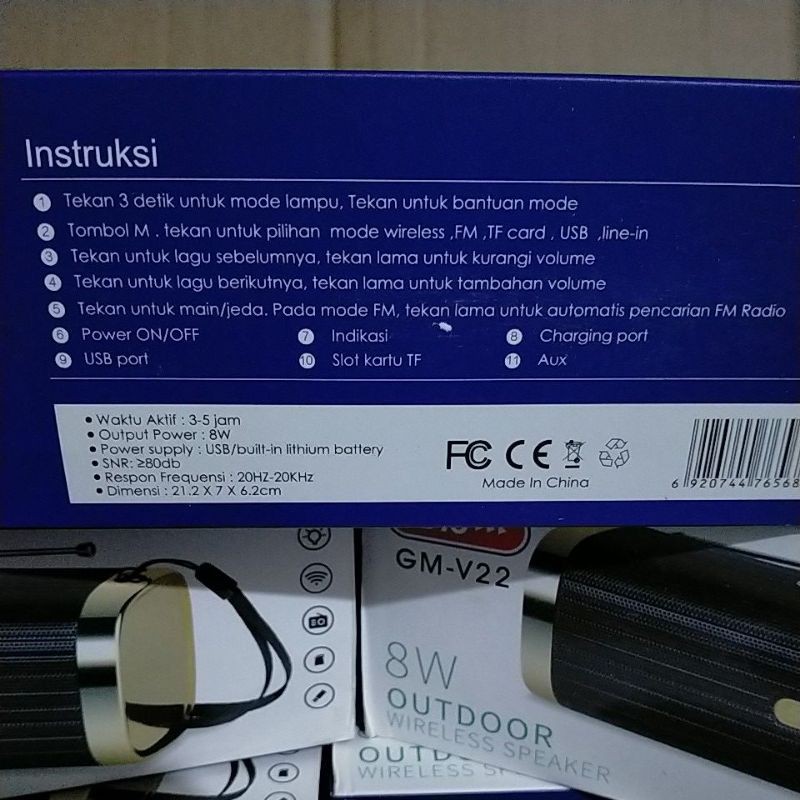 Instruksi
1 Tekan 3 detik untuk mode lampu, Tekan untuk bantuan mode
2 Tombol M . tekan untuk pilihan mode wireless ,FM ,TF card , USB ,line-in
3 Tekan untuk lagu sebelumnya, tekan lama untuk kurangi volume
4 Tekan untuk lagu berikutnya, tekan lama untuk tambahan volume
5 Tekan untuk main/jeda. Pada mode FM, tekan lama untuk automatis pencarian FM Radio
6 Power ON/OFF 7 Indikasi 8 Charging port
9 USB port 10 Slot kartu TF 11 Aux
• Waktu Aktif : 3-5 jam
• Output Power : 8W
• Power supply : USB/built-in lithium battery
• SNR: ≥80db
• Respon Frequensi : 20HZ-20KHz
• Dimensi : 21.2 X 7 X 6.2cm
FC CE
Made In China
6 920744 76568
GM-V22
8W
OUTDOOR
WIRELESS SPEAKER
WIRELESS